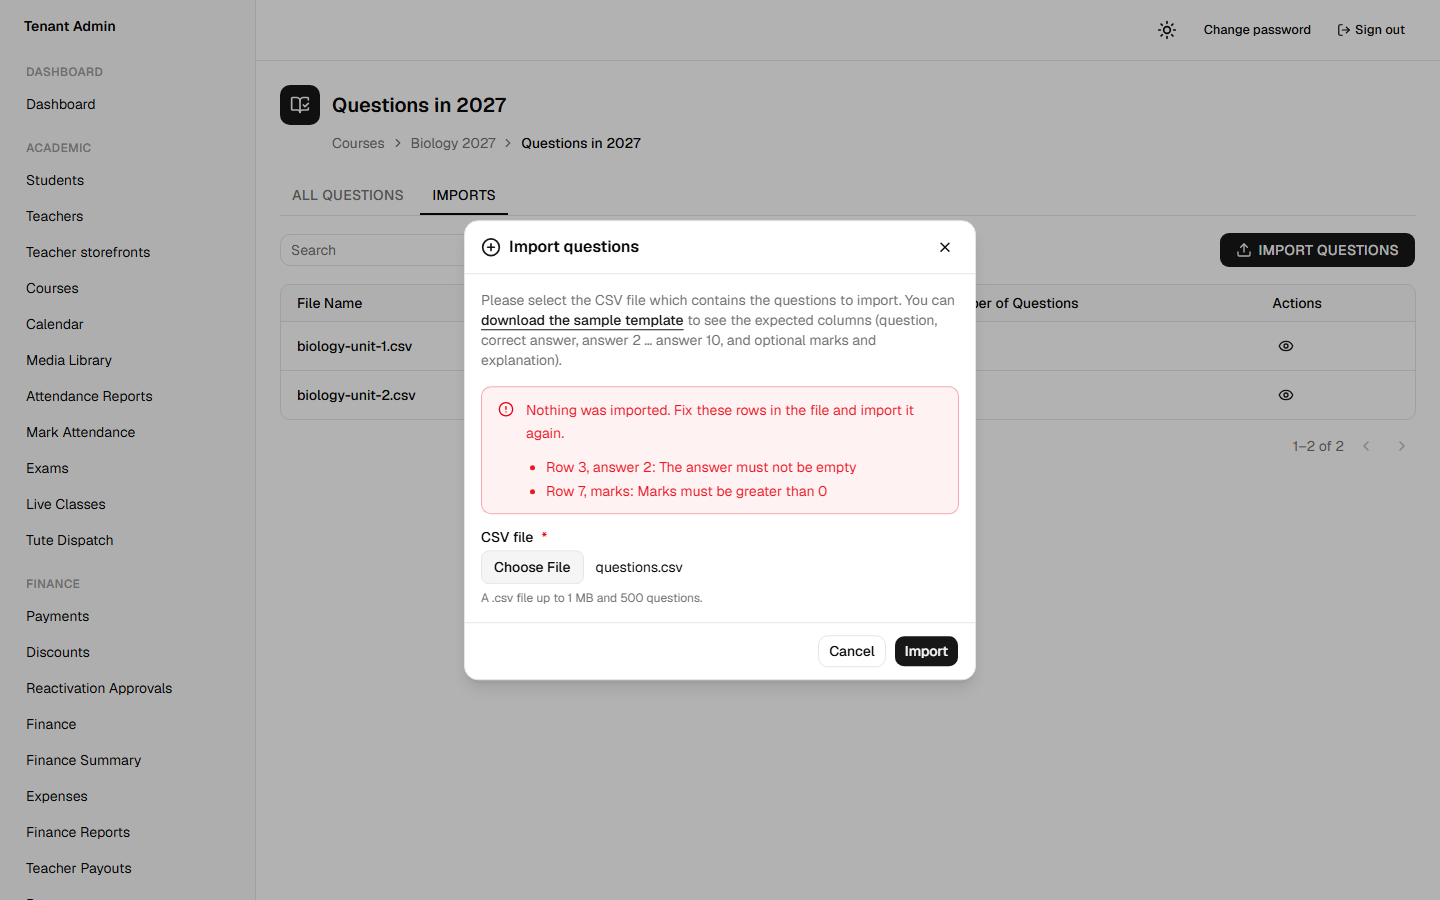 Tenant Admin
Change password
Sign out
DASHBOARD
Dashboard
ACADEMIC
Students
Teachers
Teacher storefronts
Courses
Calendar
Media Library
Attendance Reports
Mark Attendance
Exams
Live Classes
Tute Dispatch
FINANCE
Payments
Discounts
Reactivation Approvals
Finance
Finance Summary
Expenses
Finance Reports
Teacher Payouts
Questions in 2027
Courses > Biology 2027 > Questions in 2027
ALL QUESTIONS
IMPORTS
Search
IMPORT QUESTIONS
File Name
of Questions
Actions
biology-unit-1.csv
biology-unit-2.csv
1–2 of 2
Import questions
Please select the CSV file which contains the questions to import. You can
download the sample template to see the expected columns (question,
correct answer, answer 2 … answer 10, and optional marks and
explanation).
Nothing was imported. Fix these rows in the file and import it
again.
• Row 3, answer 2: The answer must not be empty
• Row 7, marks: Marks must be greater than 0
CSV file *
Choose File
questions.csv
A .csv file up to 1 MB and 500 questions.
Cancel
Import